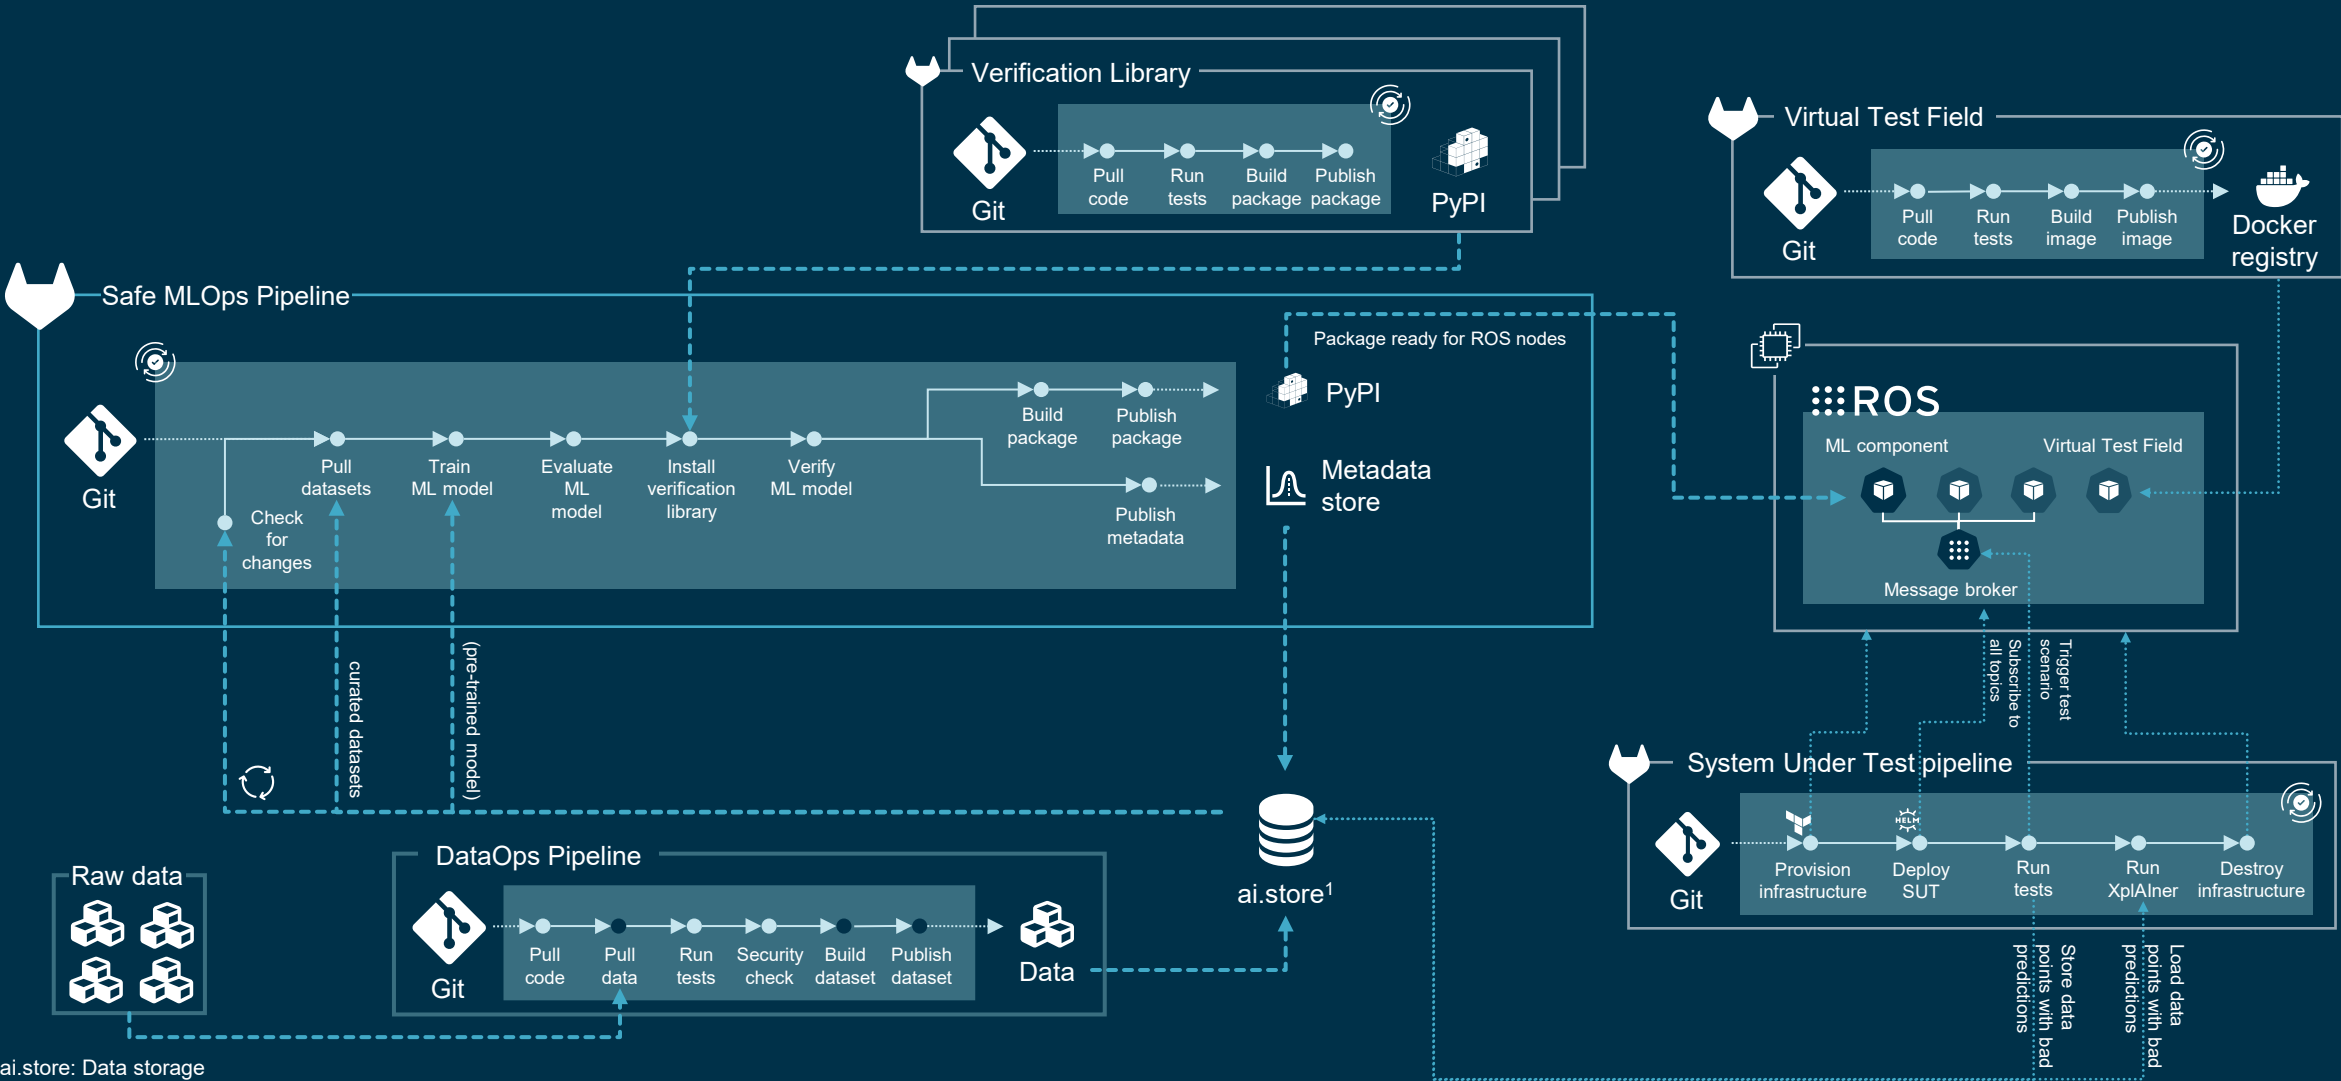 Verification Library
Git
Pull
code
Run
tests
Build
package
Publish
package
PyPI
Virtual Test Field
Git
Pull
code
Run
tests
Build
image
Publish
image
Docker
registry
Safe MLOps Pipeline
Git
Check
for
changes
Pull
datasets
Train
ML model
Evaluate
ML
model
Install
verification
library
Verify
ML model
Build
package
Publish
package
Publish
metadata
Package ready for ROS nodes
PyPI
Metadata
store
ROS
ML component
Virtual Test Field
Message broker
Subscribe to
all topics
Trigger test
scenario
curated datasets
(pre-trained model)
System Under Test pipeline
Git
HELM
Provision
infrastructure
Deploy
SUT
Run
tests
Run
XplAIner
Destroy
infrastructure
Store data
points with bad
predictions
Load data
points with bad
predictions
Raw data
DataOps Pipeline
Git
Pull
code
Pull
data
Run
tests
Security
check
Build
dataset
Publish
dataset
Data
ai.store¹
ai.store: Data storage